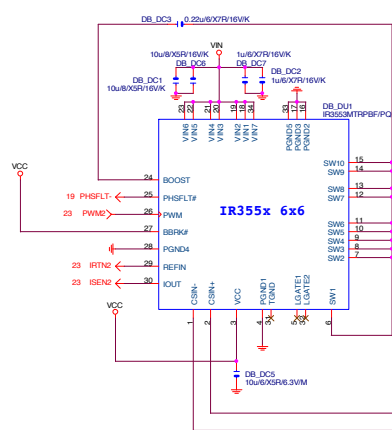 DB_DC3 0.22u/6/X7R/16V/K
10u/8/X5R/16V/K VIN 1u/6/X7R/16V/K
DB_DC6 DB_DC7
DB_DC1 DB_DC2
10u/8/X5R/16V/K 1u/6/X7R/16V/K
DB_DU1
IR3553MTRPBF/PQ
23 22 21 20 19 18 34 33 17 16
VIN6 VIN5 VIN4 VIN3 VIN2 VIN1 VIN7 PGND5 PGND3 PGND2
VCC
24 BOOST
19 PHSFLT- 25 PHSFLT#
23 PWM2 26 PWM
27 BBRK#
28 PGND4
23 IRTN2 29 REFIN
23 ISEN2 30 IOUT
IR355x 6x6
SW10 15
SW9 14
SW8 13
SW7 12
SW6 11
SW5 10
SW4 9
SW3 8
SW2 7
CSIN- CSIN+ VCC PGND1 TGND LGATE1 LGATE2 SW1
1 2 3 4 5 6
VCC
DB_DC5
10u/6/X5R/6.3V/M